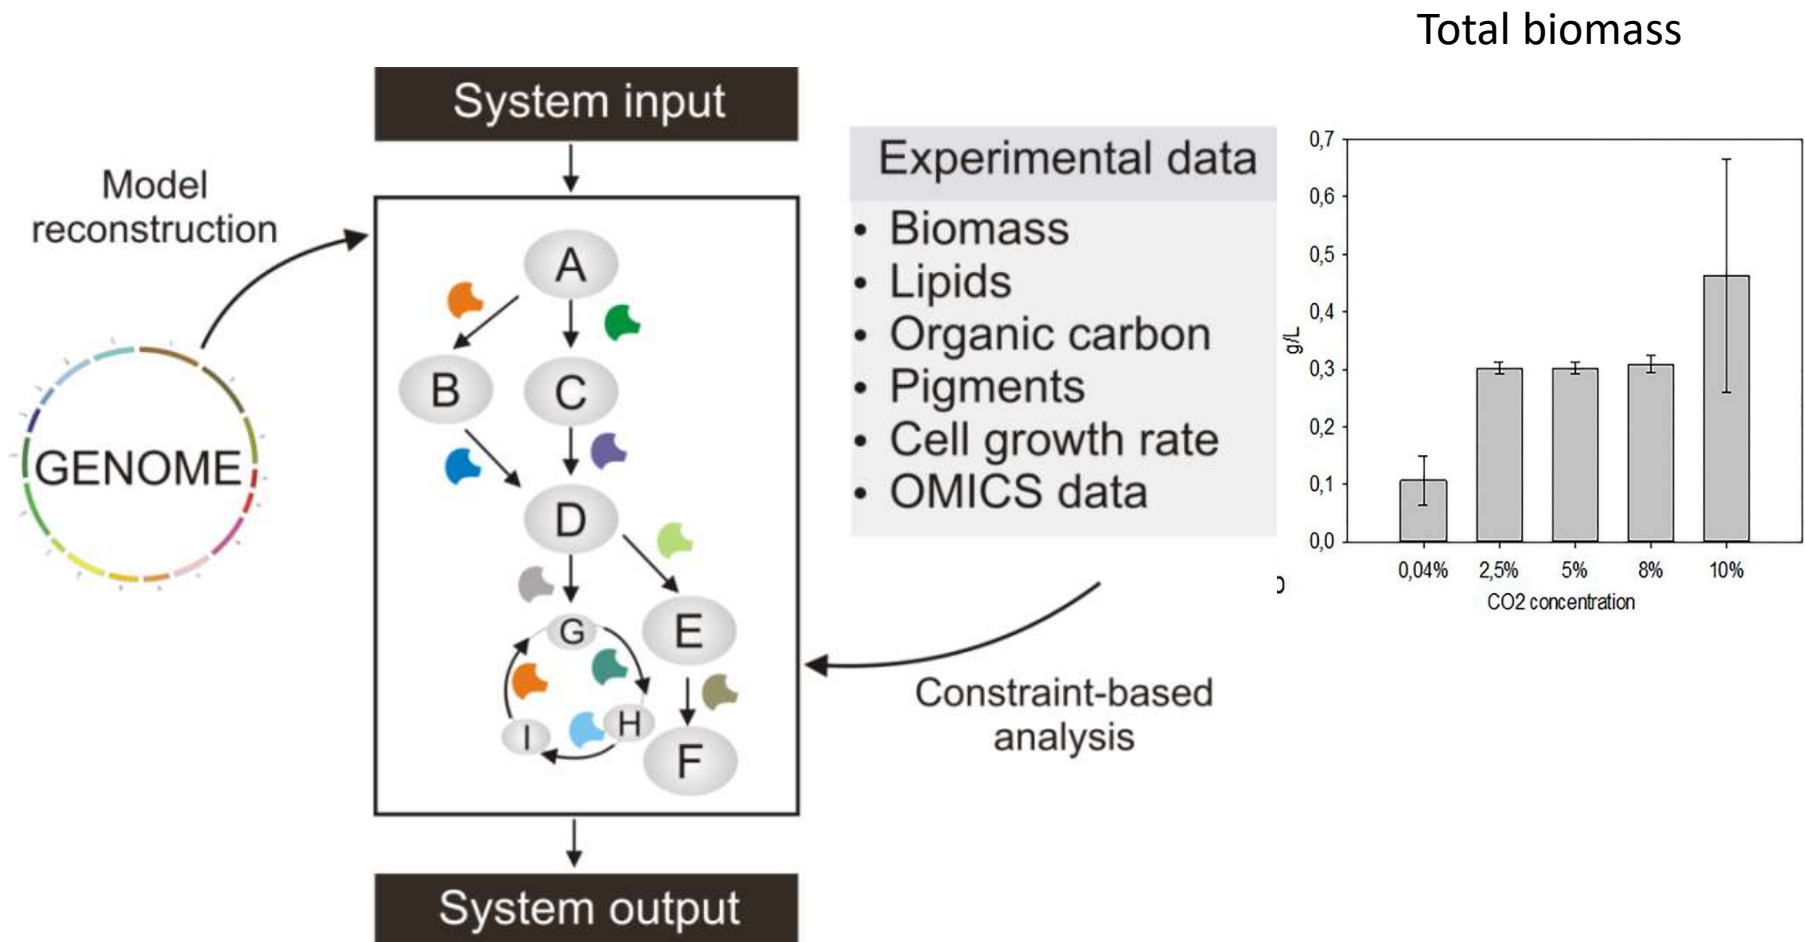 Total biomass
System input
Model
reconstruction
GENOME
A
B
C
D
E
G
H
I
F
System output
Experimental data
• Biomass
• Lipids
• Organic carbon
• Pigments
• Cell growth rate
• OMICS data
Constraint-based
analysis
g/L
0,7
0,6
0,5
0,4
0,3
0,2
0,1
0,0
0,04% 2,5% 5% 8% 10%
CO2 concentration